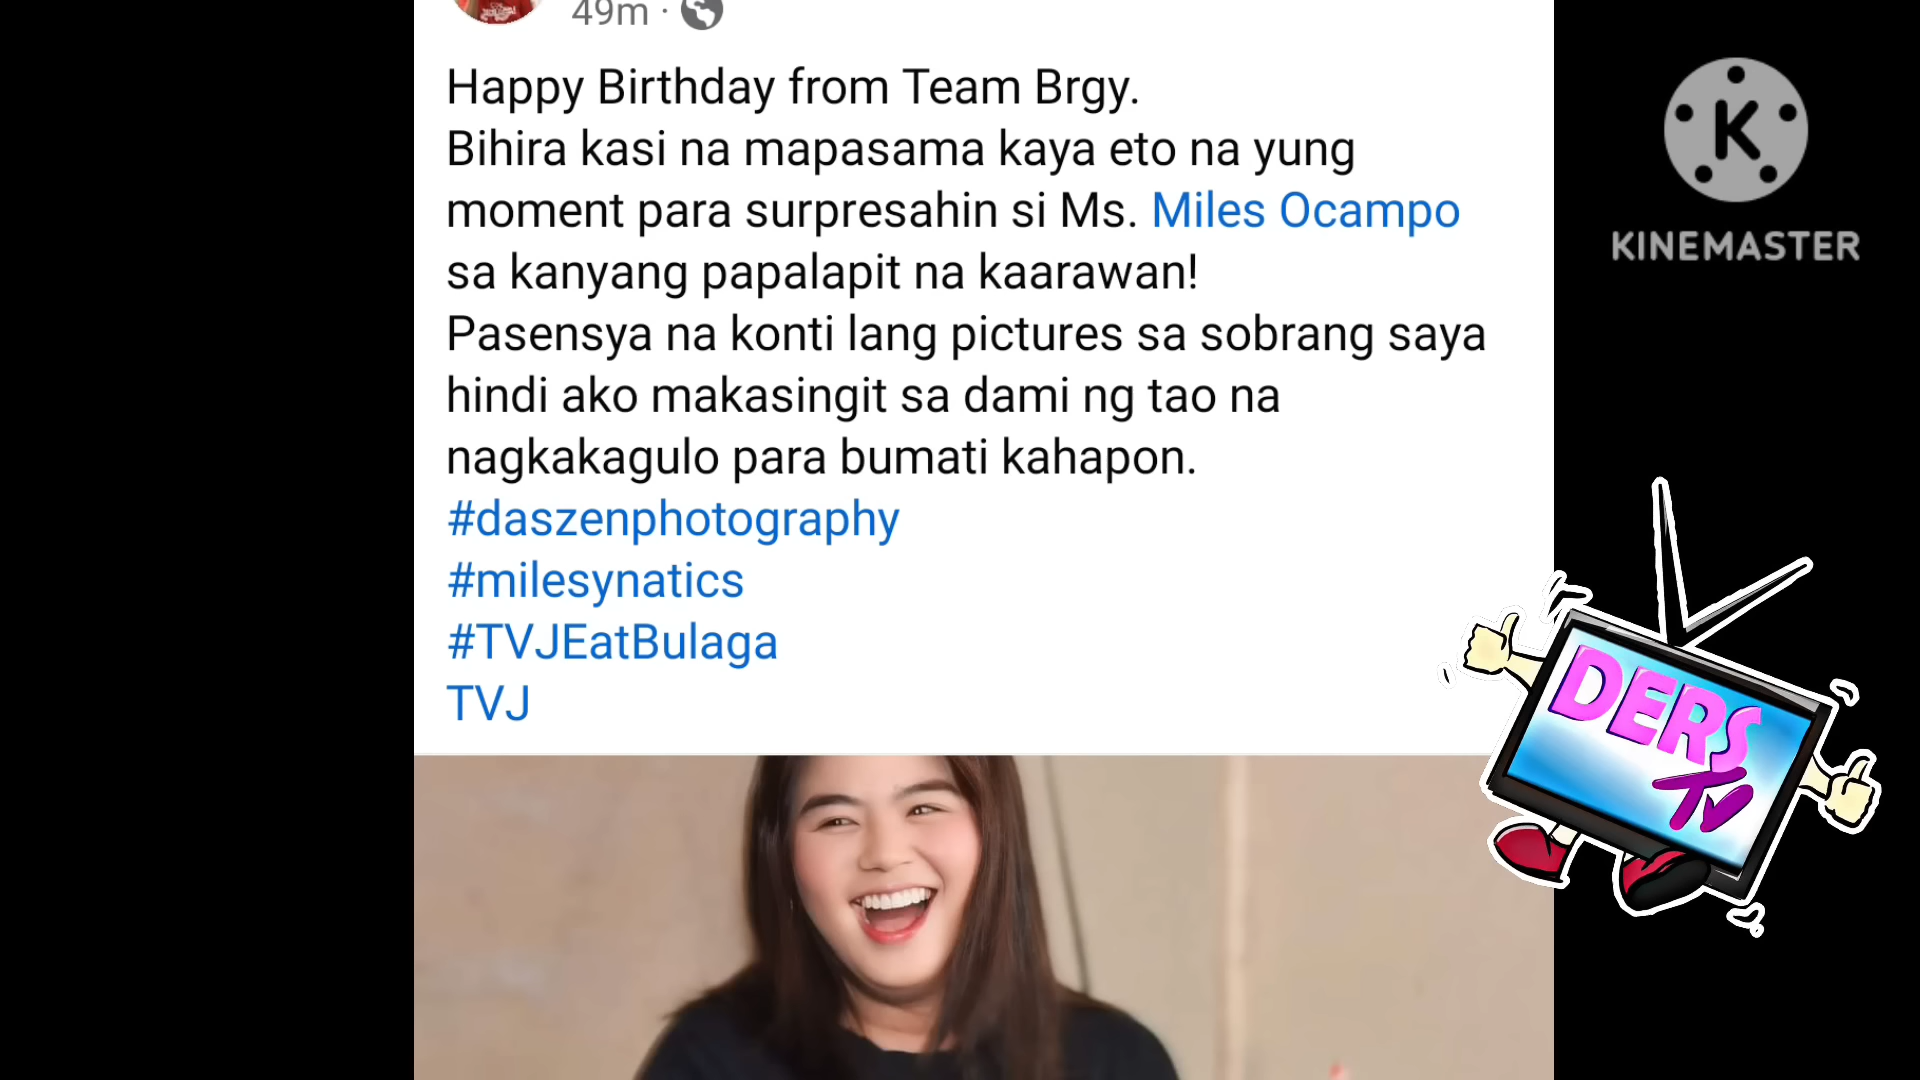 49m ·
Happy Birthday from Team Brgy.
Bihira kasi na mapasama kaya eto na yung
moment para surpresahin si Ms. Miles Ocampo
sa kanyang papalapit na kaarawan!
Pasensya na konti lang pictures sa sobrang saya
hindi ako makasingit sa dami ng tao na
nagkakagulo para bumati kahapon.
#daszenphotography
#milesynatics
#TVJEatBulaga
TVJ
K
KINEMASTER
DERS
TV